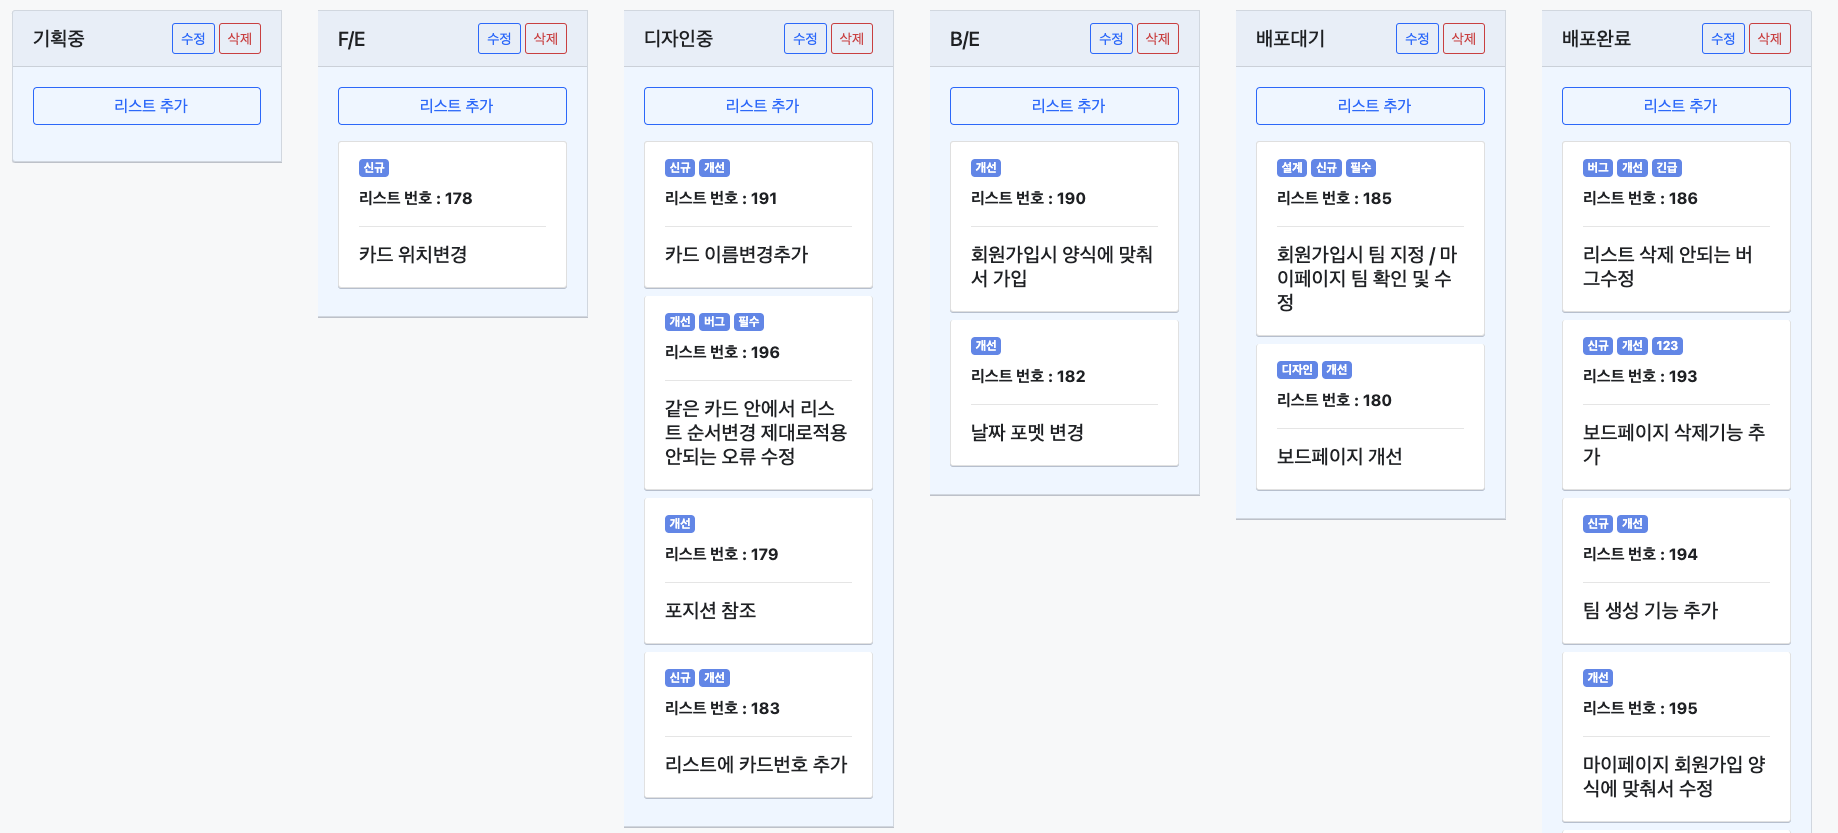 기획중
수정
삭제
리스트 추가
F/E
수정
삭제
리스트 추가
신규
리스트 번호 : 178
카드 위치변경
디자인중
수정
삭제
리스트 추가
신규 개선
리스트 번호 : 191
카드 이름변경추가
개선 버그 필수
리스트 번호 : 196
같은 카드 안에서 리스
트 순서변경 제대로적용
안되는 오류 수정
개선
리스트 번호 : 179
포지션 참조
신규 개선
리스트 번호 : 183
리스트에 카드번호 추가
B/E
수정
삭제
리스트 추가
개선
리스트 번호 : 190
회원가입시 양식에 맞춰
서 가입
개선
리스트 번호 : 182
날짜 포멧 변경
배포대기
수정
삭제
리스트 추가
설계 신규 필수
리스트 번호 : 185
회원가입시 팀 지정 / 마
이페이지 팀 확인 및 수
정
디자인 개선
리스트 번호 : 180
보드페이지 개선
배포완료
수정
삭제
리스트 추가
버그 개선 긴급
리스트 번호 : 186
리스트 삭제 안되는 버
그수정
신규 개선 123
리스트 번호 : 193
보드페이지 삭제기능 추
가
신규 개선
리스트 번호 : 194
팀 생성 기능 추가
개선
리스트 번호 : 195
마이페이지 회원가입 양
식에 맞춰서 수정